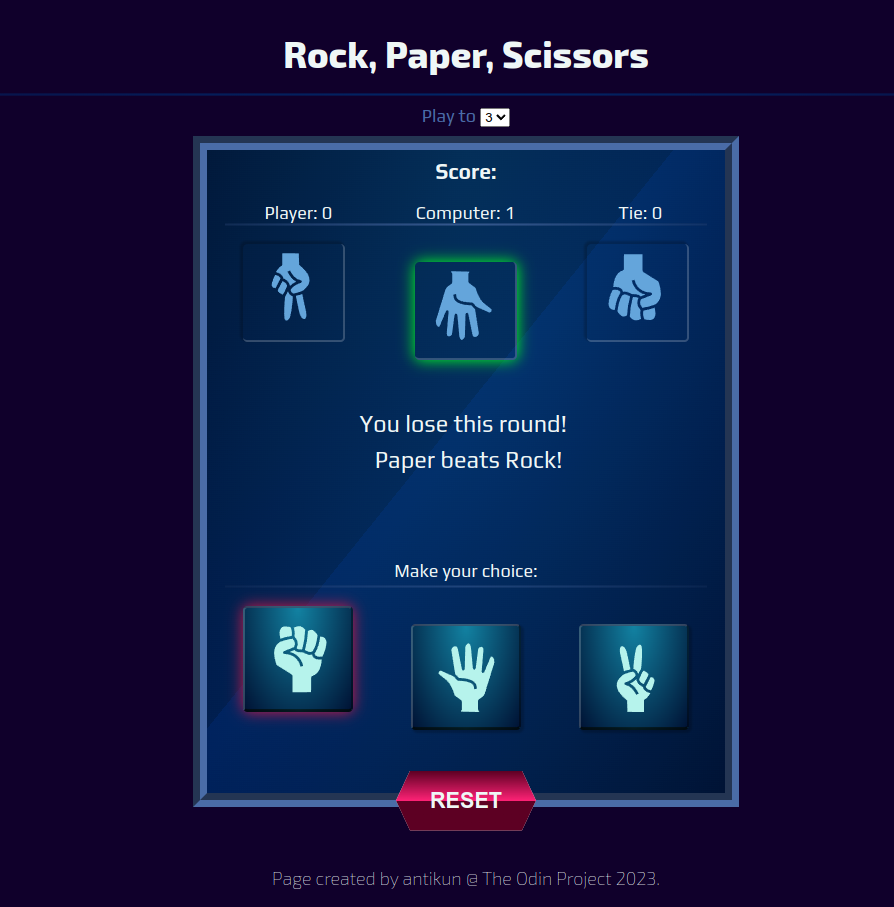 Rock, Paper, Scissors
Play to 3
Score:
Player: 0 Computer: 1 Tie: 0
You lose this round!
Paper beats Rock!
Make your choice:
RESET
Page created by antikun @ The Odin Project 2023.